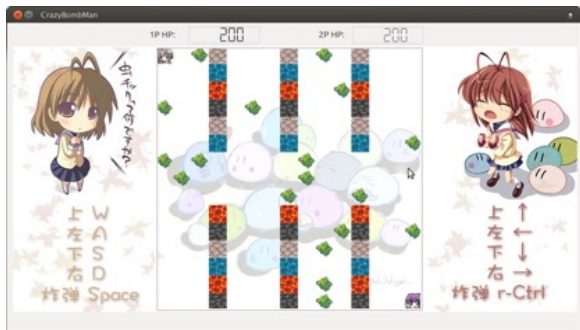 CrazyBombMan
1P HP: 200
2P HP: 200
上 W
左 A
下 S
右 D
炸弹 Space
上 ↑
左 ←
下 ↓
右 →
炸弹 r-Ctrl